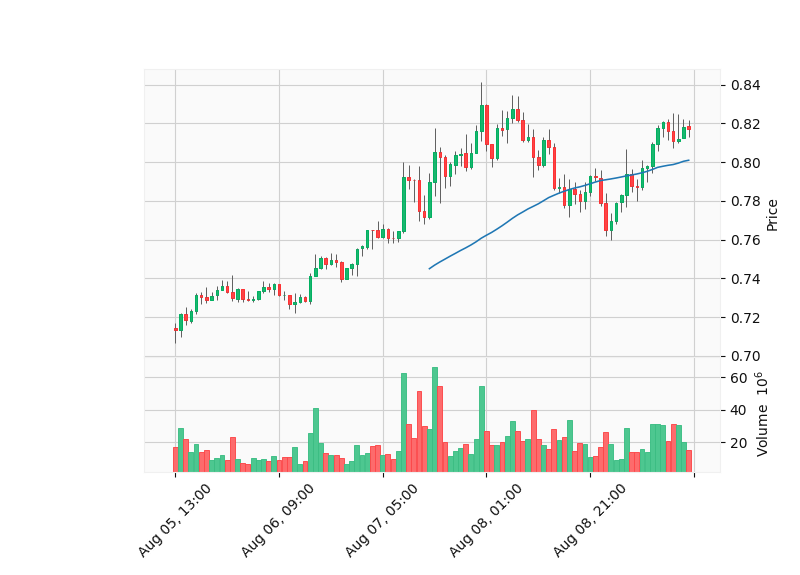 0.84
0.82
0.80
0.78
0.76
0.74
0.72
0.70
Price
60
40
20
Volume 10⁶
Aug 05, 13:00
Aug 06, 09:00
Aug 07, 05:00
Aug 08, 01:00
Aug 08, 21:00